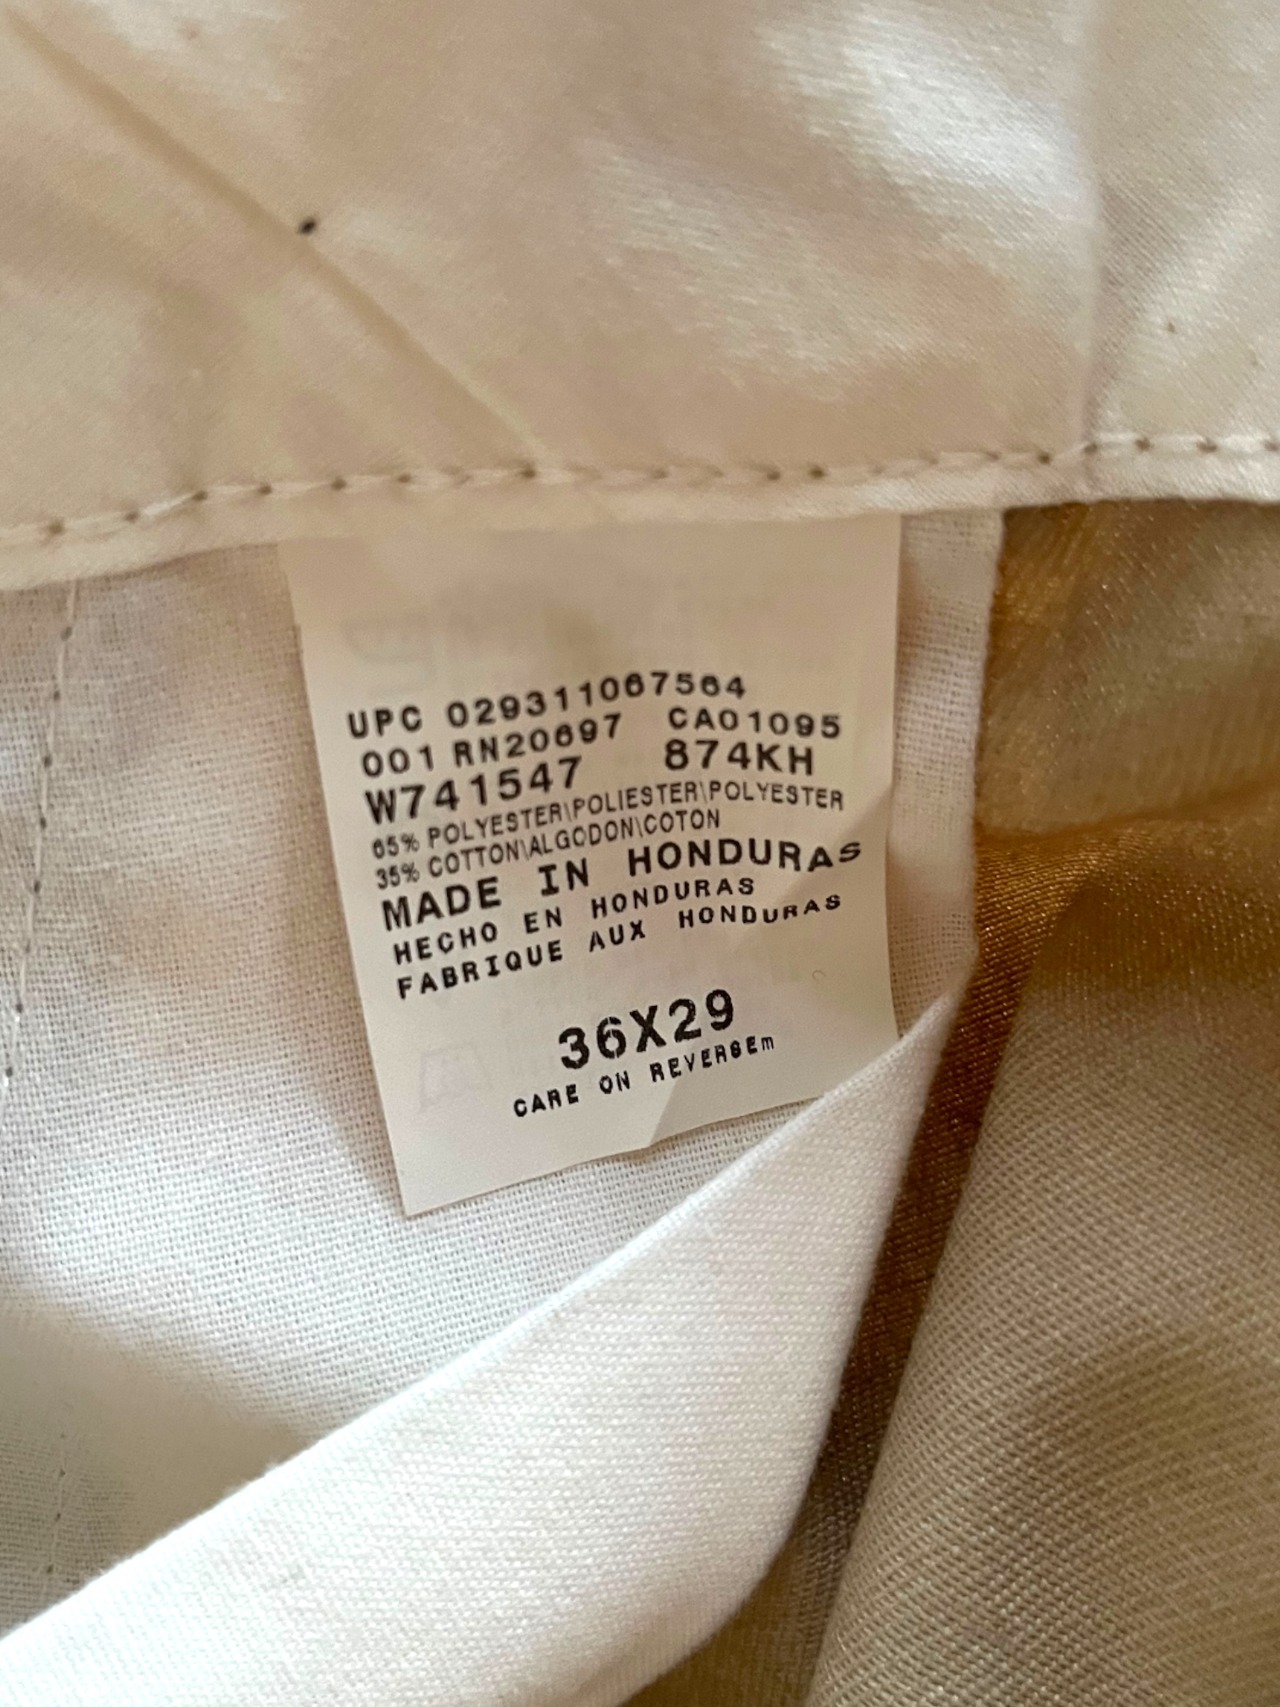 UPC 029311067564
001 RN20697 CA01095
W741547 874KH
65% POLYESTER\POLIESTER\POLYESTER
35% COTTON\ALGODON\COTON
MADE IN HONDURAS
HECHO EN HONDURAS
FABRIQUE AUX HONDURAS
36X29
CARE ON REVERSEm